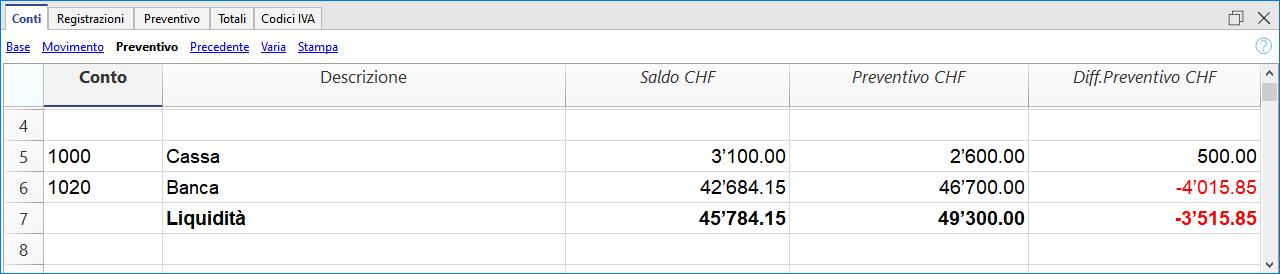 Conti Registrazioni Preventivo Totali Codici IVA
Base Movimento Preventivo Precedente Varia Stampa ?
Conto Descrizione Saldo CHF Preventivo CHF Diff.Preventivo CHF
4
5 1000 Cassa 3’100.00 2’600.00 500.00
6 1020 Banca 42’684.15 46’700.00 -4’015.85
7 Liquidità 45’784.15 49’300.00 -3’515.85
8